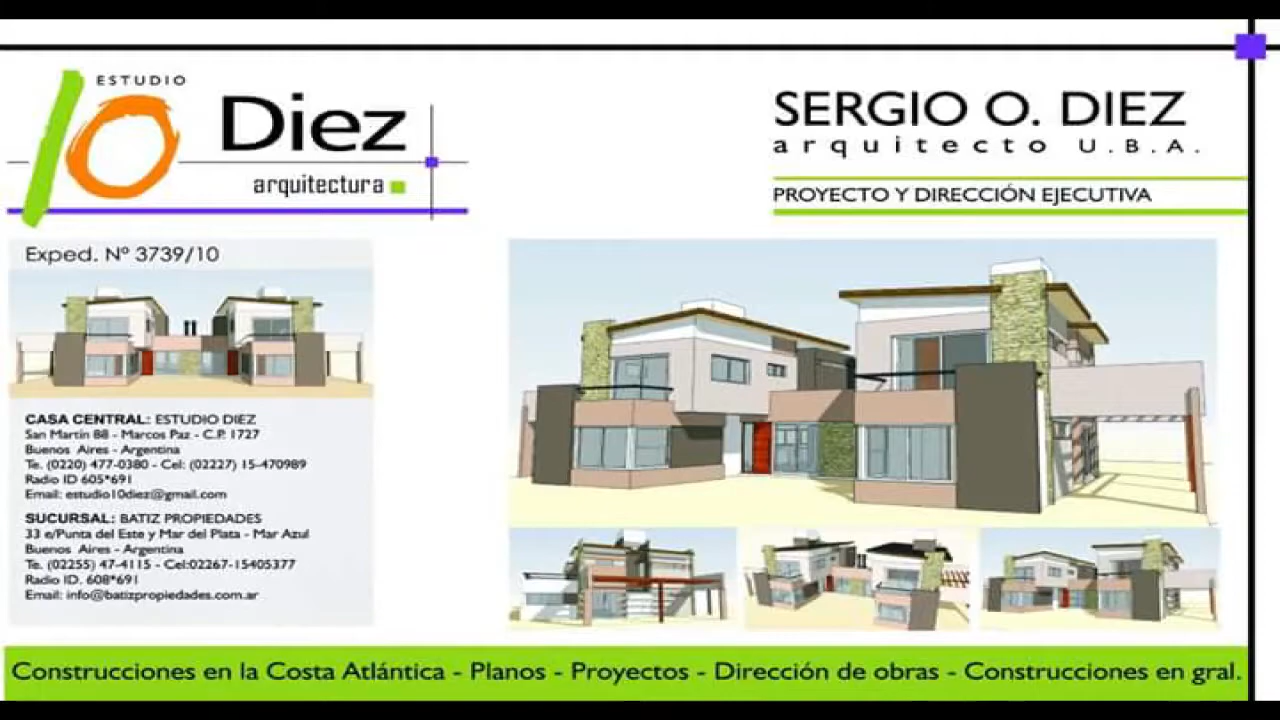 ESTUDIO
10 Diez
arquitectura
SERGIO O. DIEZ
arquitecto U.B.A.
PROYECTO Y DIRECCIÓN EJECUTIVA
Exped. Nº 3739/10
CASA CENTRAL: ESTUDIO DIEZ
San Martín 88 - Marcos Paz - C.P. 1727
Buenos Aires - Argentina
Te. (0220) 477-0380 - Cel: (02227) 15-470989
Radio ID 605*691
Email: estudio10diez@gmail.com
SUCURSAL: BATIZ PROPIEDADES
33 e/Punta del Este y Mar del Plata - Mar Azul
Buenos Aires - Argentina
Te. (02255) 47-4115 - Cel:02267-15405377
Radio ID. 608*691
Email: info@batizpropiedades.com.ar
Construcciones en la Costa Atlántica - Planos - Proyectos - Dirección de obras - Construcciones en gral.